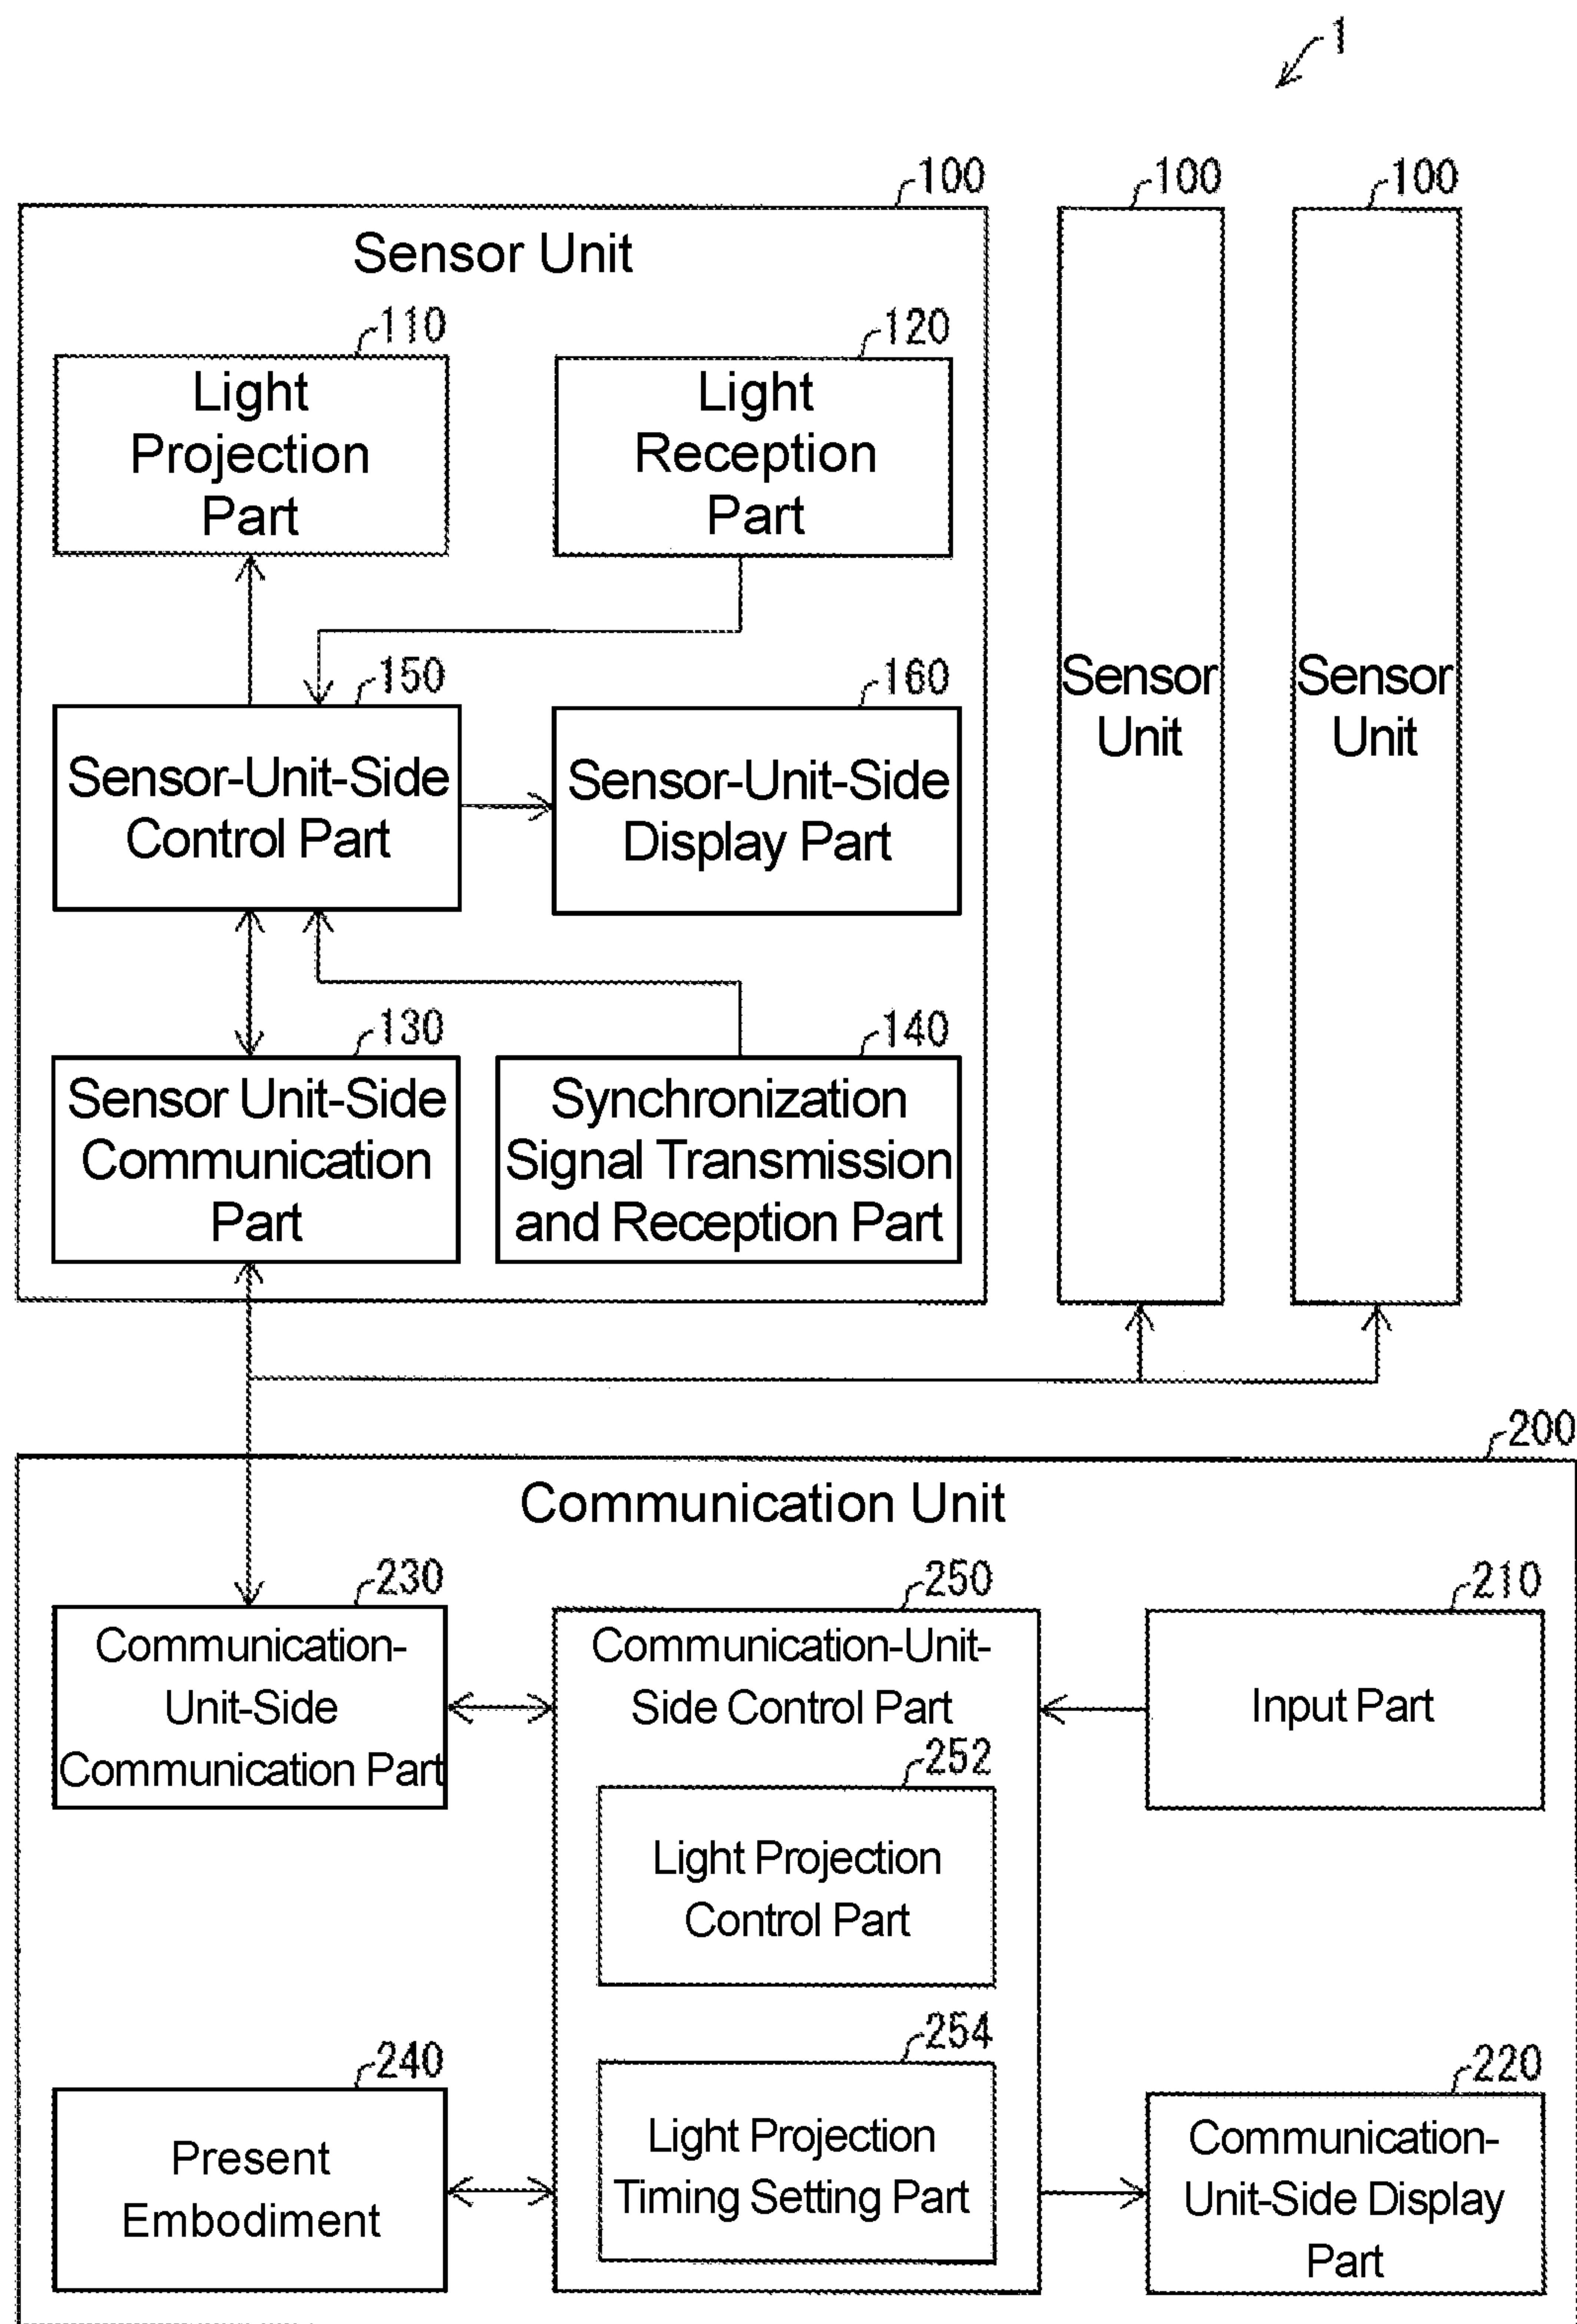 1
100
100
100
Sensor Unit
110
120
Light
Projection
Part
Light
Reception
Part
150
160
Sensor-Unit-Side
Control Part
Sensor-Unit-Side
Display Part
Sensor
Unit
Sensor
Unit
130
140
Sensor Unit-Side
Communication
Part
Synchronization
Signal Transmission
and Reception Part
200
Communication Unit
230
250
210
Communication-
Unit-Side
Communication Part
Communication-Unit-
Side Control Part
Input Part
252
Light Projection
Control Part
240
254
220
Present
Embodiment
Light Projection
Timing Setting Part
Communication-
Unit-Side Display
Part